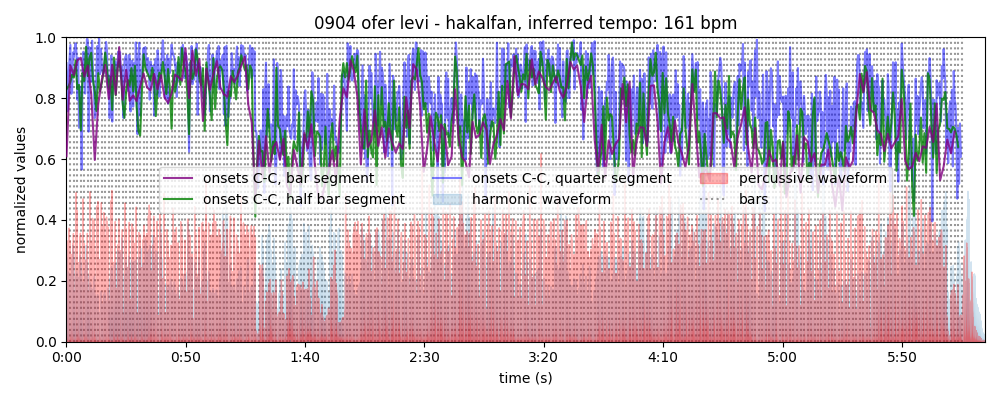 0904 ofer levi - hakalfan, inferred tempo: 161 bpm
normalized values
1.0
0.8
0.6
0.4
0.2
0.0
onsets C-C, bar segment
onsets C-C, half bar segment
onsets C-C, quarter segment
harmonic waveform
percussive waveform
bars
0:00 0:50 1:40 2:30 3:20 4:10 5:00 5:50
time (s)